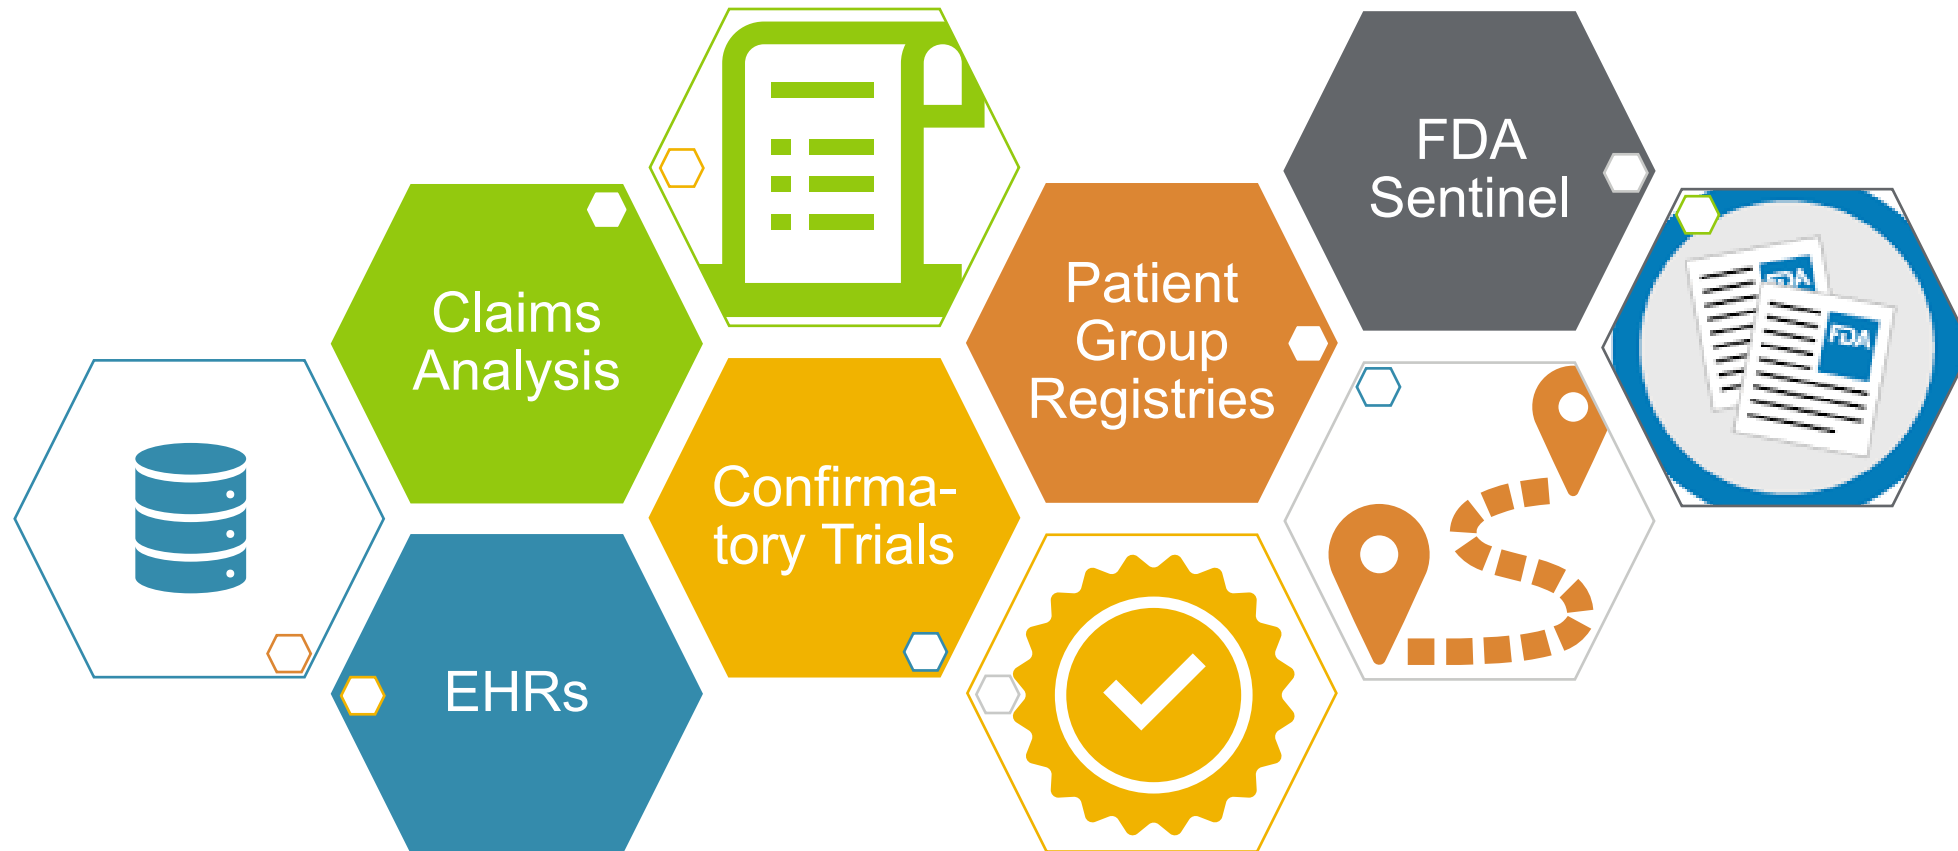 Claims
Analysis
EHRs
Confirma-
tory Trials
Patient
Group
Registries
FDA
Sentinel
FDA
FDA